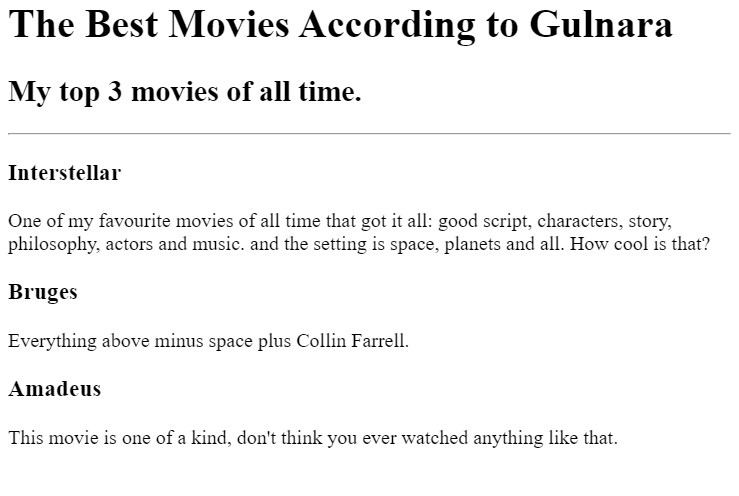 The Best Movies According to Gulnara
My top 3 movies of all time.
Interstellar
One of my favourite movies of all time that got it all: good script, characters, story,
philosophy, actors and music. and the setting is space, planets and all. How cool is that?
Bruges
Everything above minus space plus Collin Farrell.
Amadeus
This movie is one of a kind, don't think you ever watched anything like that.